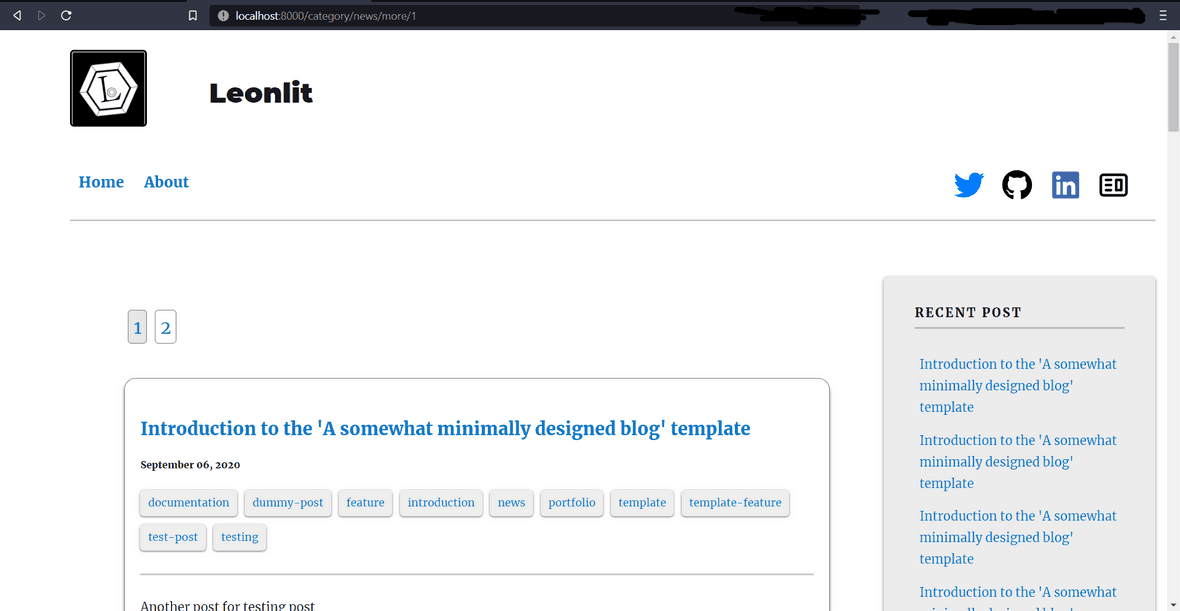 localhost:8000/category/news/more/1
L
Leonlit
Home About
in
1 2
Introduction to the 'A somewhat minimally designed blog' template
September 06, 2020
documentation dummy-post feature introduction news portfolio template template-feature
test-post testing
Another post for testing post
RECENT POST
Introduction to the 'A somewhat
minimally designed blog'
template
Introduction to the 'A somewhat
minimally designed blog'
template
Introduction to the 'A somewhat
minimally designed blog'
template
Introduction to the 'A somewhat